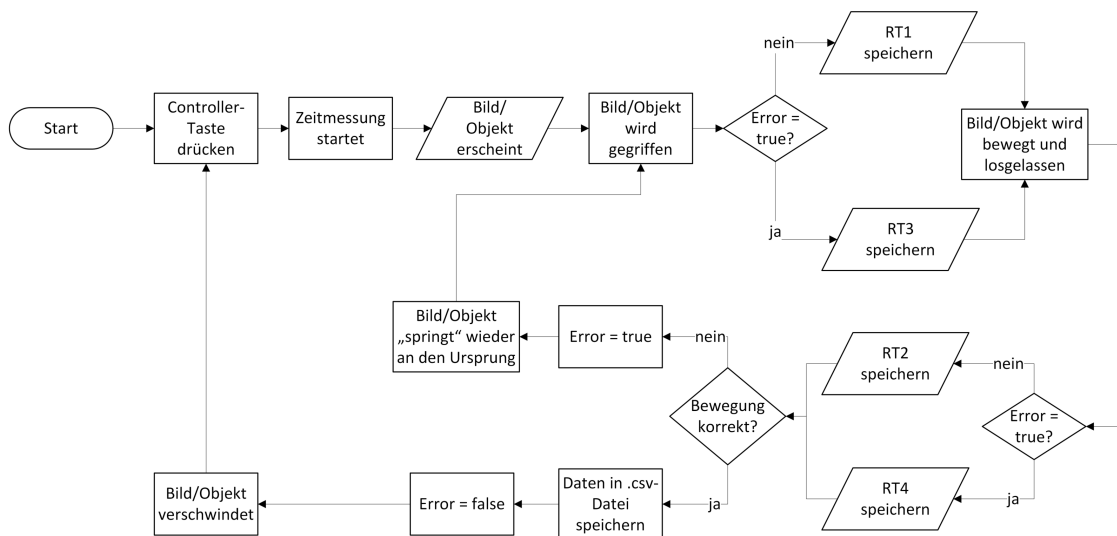 Start
Controller-
Taste
drücken
Zeitmessung
startet
Bild/
Objekt
erscheint
Bild/Objekt
wird
gegriffen
Error =
true?
nein
RT1
speichern
ja
RT3
speichern
Bild/Objekt wird
bewegt und
losgelassen
Error =
true?
nein
RT2
speichern
ja
RT4
speichern
Bewegung
korrekt?
nein
Error = true
Bild/Objekt
„springt“ wieder
an den Ursprung
ja
Daten in .csv-
Datei
speichern
Error = false
Bild/Objekt
verschwindet